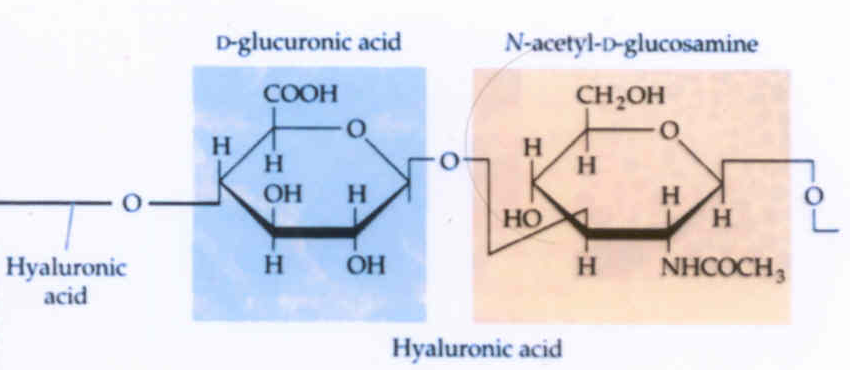 D-glucuronic acid
N-acetyl-D-glucosamine
COOH
CH₂OH
O
O
H
H
H
H
O
OH
H
H
O
O
HO
H
H
OH
H
NHCOCH₃
Hyaluronic
acid
Hyaluronic acid